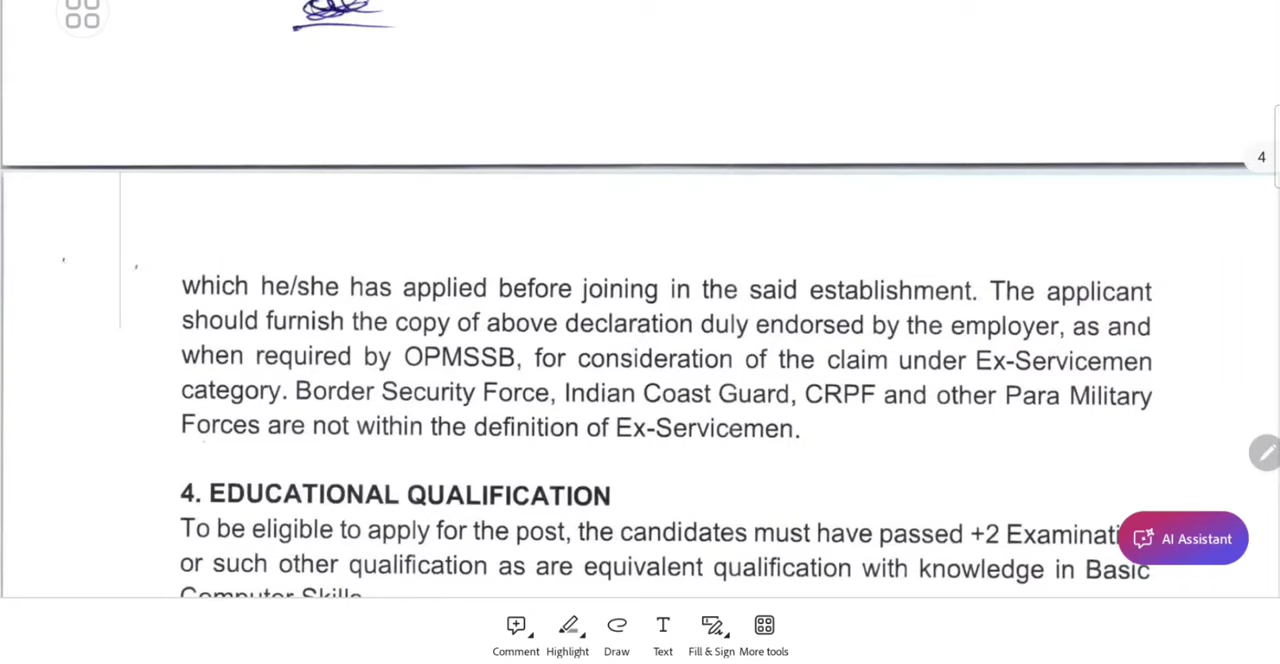 4
which he/she has applied before joining in the said establishment. The applicant
should furnish the copy of above declaration duly endorsed by the employer, as and
when required by OPMSSB, for consideration of the claim under Ex-Servicemen
category. Border Security Force, Indian Coast Guard, CRPF and other Para Military
Forces are not within the definition of Ex-Servicemen.
4. EDUCATIONAL QUALIFICATION
To be eligible to apply for the post, the candidates must have passed +2 Examinati
AI Assistant
or such other qualification as are equivalent qualification with knowledge in Basic
Computer Skills
Comment Highlight Draw Text Fill & Sign More tools